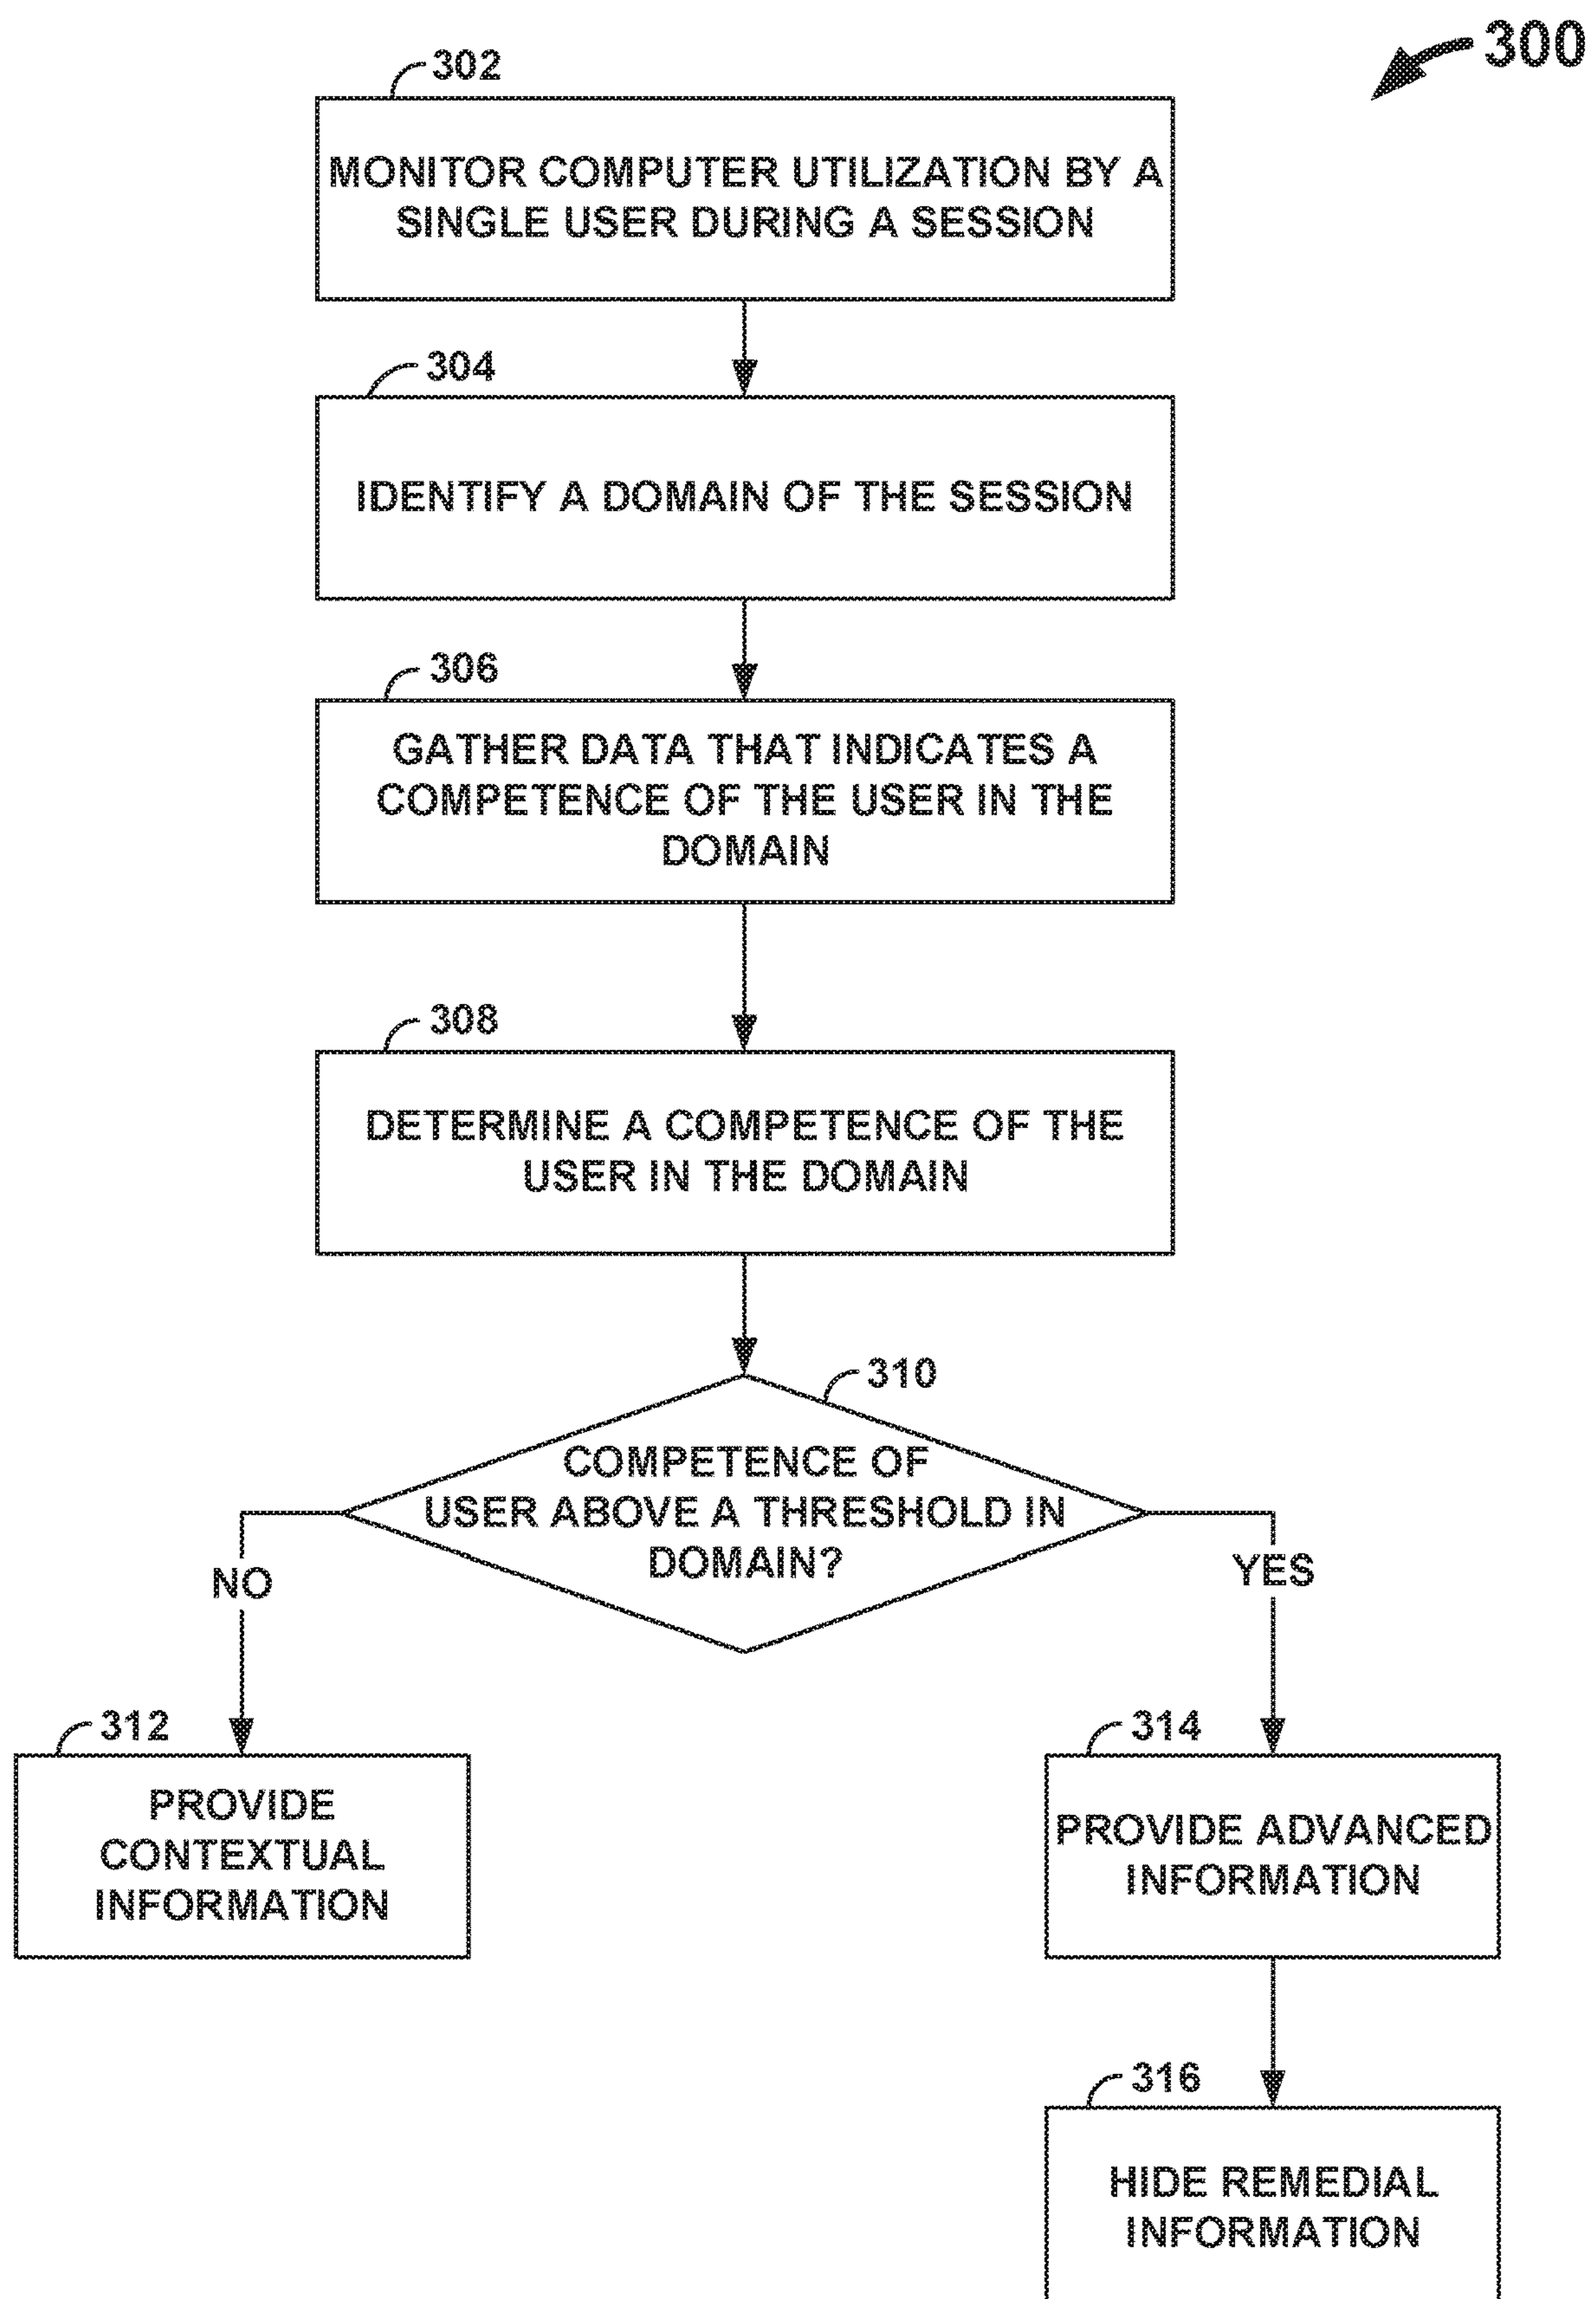 300
302
MONITOR COMPUTER UTILIZATION BY A
SINGLE USER DURING A SESSION
304
IDENTIFY A DOMAIN OF THE SESSION
306
GATHER DATA THAT INDICATES A
COMPETENCE OF THE USER IN THE
DOMAIN
308
DETERMINE A COMPETENCE OF THE
USER IN THE DOMAIN
310
COMPETENCE OF
USER ABOVE A THRESHOLD IN
DOMAIN?
NO
YES
312
PROVIDE
CONTEXTUAL
INFORMATION
314
PROVIDE ADVANCED
INFORMATION
316
HIDE REMEDIAL
INFORMATION